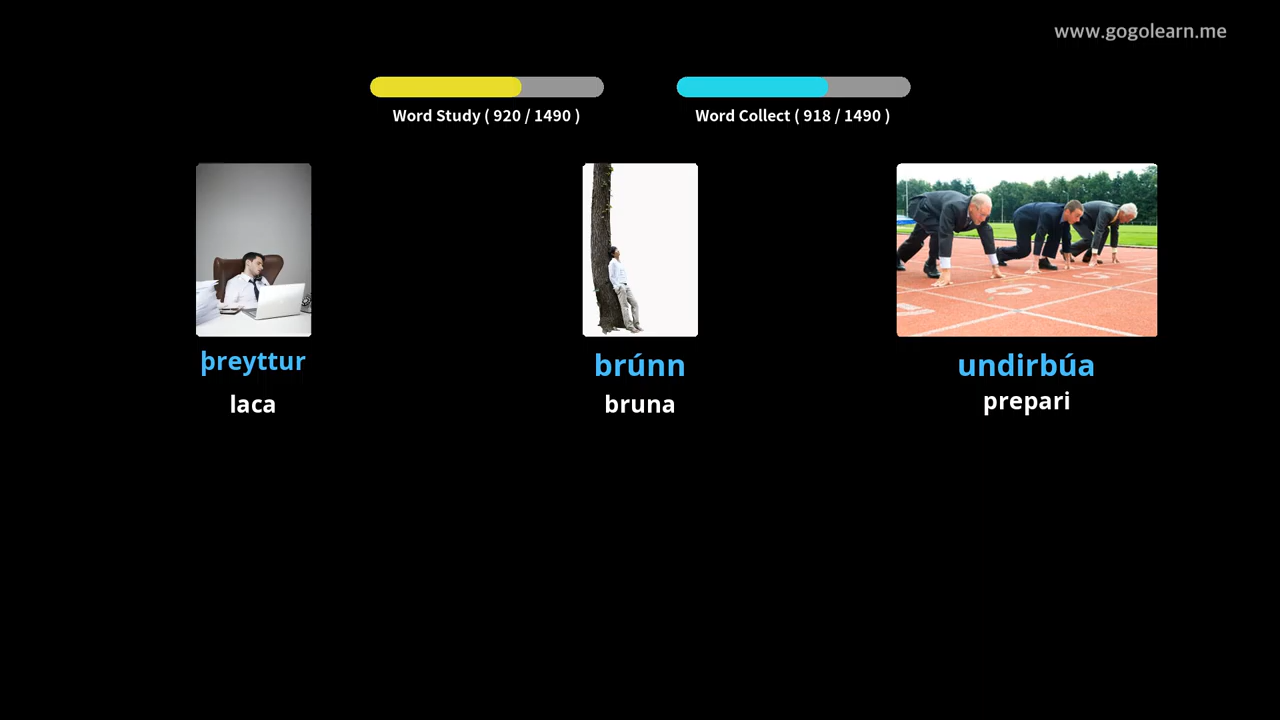 www.gogolearn.me
Word Study ( 920 / 1490 )
Word Collect ( 918 / 1490 )
þreyttur
brúnn
undirbúa
laca
bruna
prepari